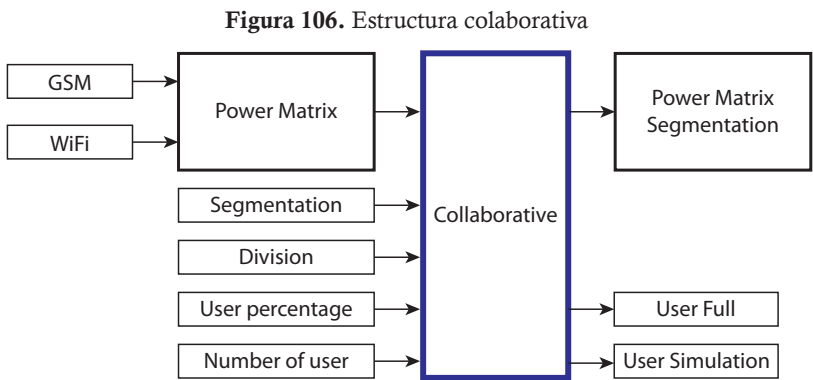 Figura 106. Estructura colaborativa
GSM
WiFi
Power Matrix
Segmentation
Division
User percentage
Number of user
Collaborative
Power Matrix
Segmentation
User Full
User Simulation